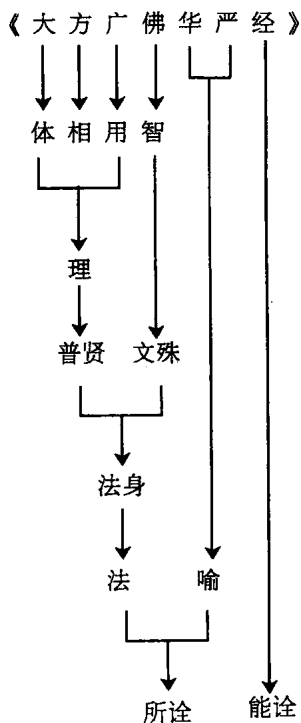 《大方广佛华严经》
体相用智
理
普贤 文殊
法身
法 喻
所诠 能诠